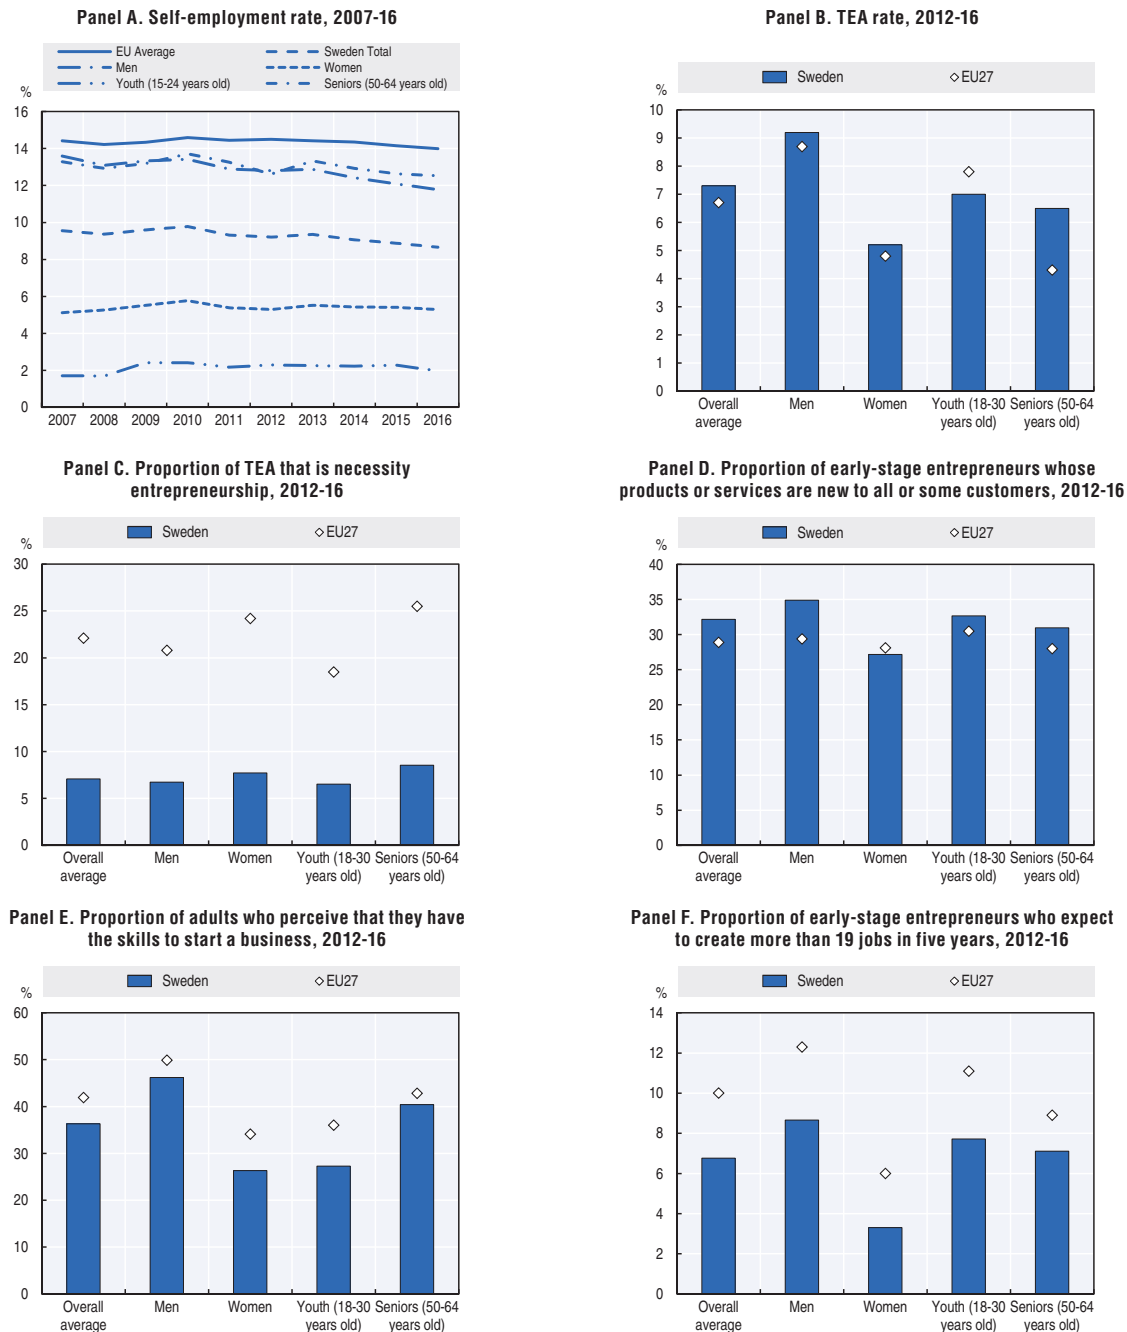 Panel A. Self-employment rate, 2007-16
EU Average
Sweden Total
Men
Women
Youth (15-24 years old)
Seniors (50-64 years old)
%
16
14
12
10
8
6
4
2
0
2007 2008 2009 2010 2011 2012 2013 2014 2015 2016
Panel B. TEA rate, 2012-16
Sweden
EU27
%
10
9
8
7
6
5
4
3
2
1
0
Overall Men Women Youth (18-30 Seniors (50-64
average years old) years old)
Panel C. Proportion of TEA that is necessity
entrepreneurship, 2012-16
Sweden
EU27
%
30
25
20
15
10
5
0
Overall Men Women Youth (18-30 Seniors (50-64
average years old) years old)
Panel D. Proportion of early-stage entrepreneurs whose
products or services are new to all or some customers, 2012-16
Sweden
EU27
%
40
35
30
25
20
15
10
5
0
Overall Men Women Youth (18-30 Seniors (50-64
average years old) years old)
Panel E. Proportion of adults who perceive that they have
the skills to start a business, 2012-16
Sweden
EU27
%
60
50
40
30
20
10
0
Overall Men Women Youth (18-30 Seniors (50-64
average years old) years old)
Panel F. Proportion of early-stage entrepreneurs who expect
to create more than 19 jobs in five years, 2012-16
Sweden
EU27
%
14
12
10
8
6
4
2
0
Overall Men Women Youth (18-30 Seniors (50-64
average years old) years old)